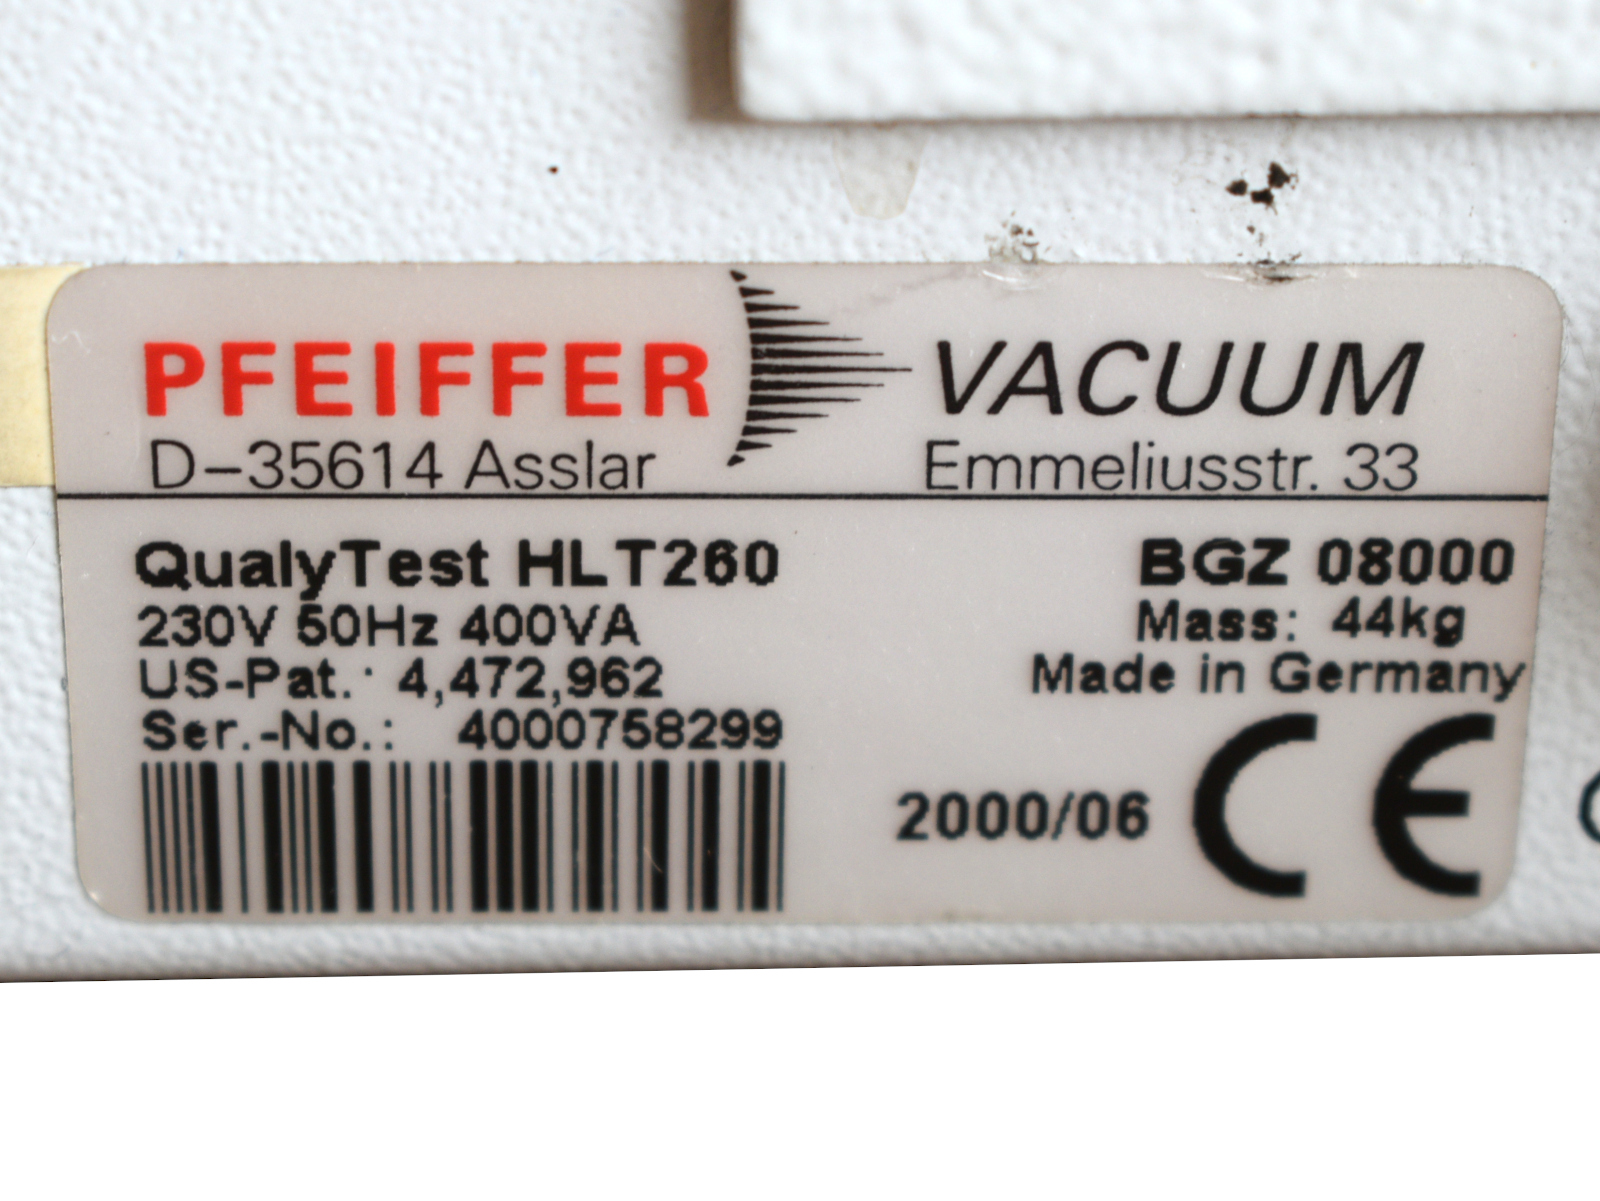 PFEIFFER VACUUM
D–35614 Asslar Emmeliusstr. 33
QualyTest HLT260 BGZ 08000
230V 50Hz 400VA Mass: 44kg
US-Pat.: 4,472,962 Made in Germany
Ser.-No.: 4000758299
2000/06 CE